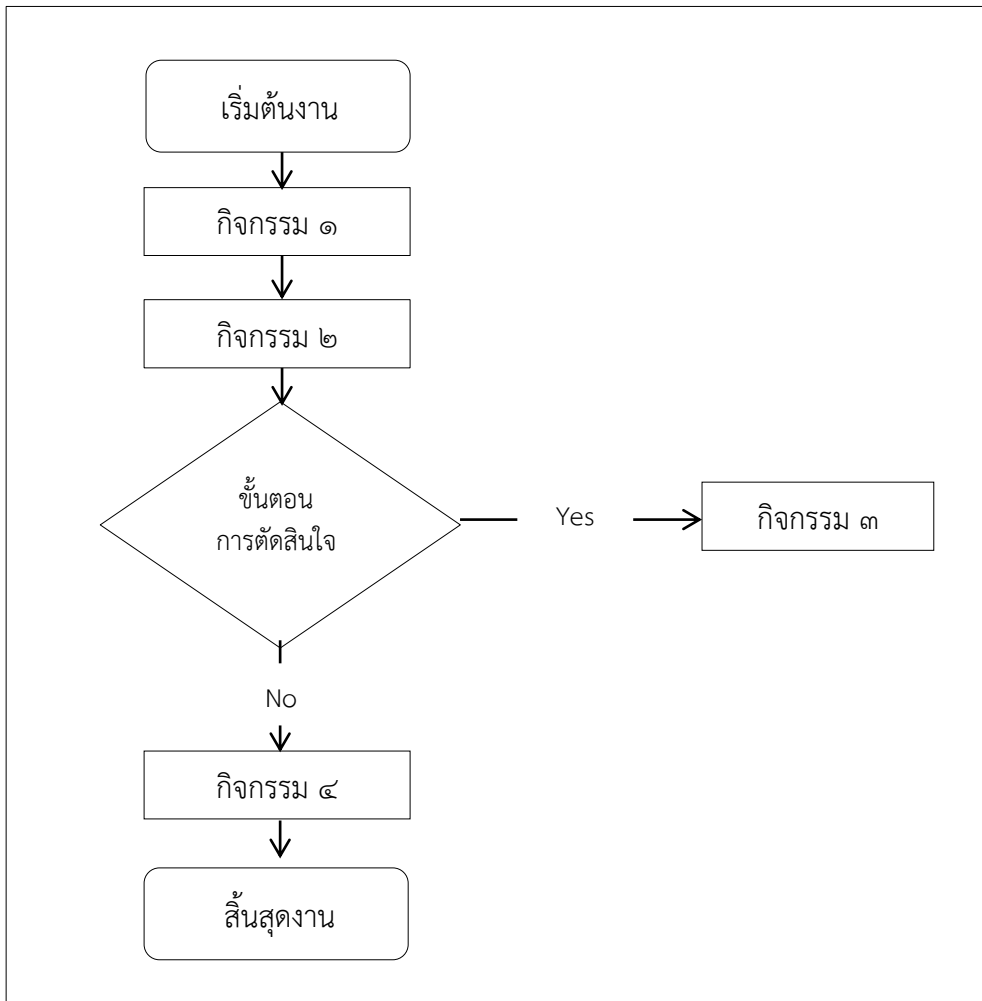 เริ่มต้นงาน
กิจกรรม ๑
กิจกรรม ๒
ขั้นตอน
การตัดสินใจ
Yes
กิจกรรม ๓
No
กิจกรรม ๔
สิ้นสุดงาน